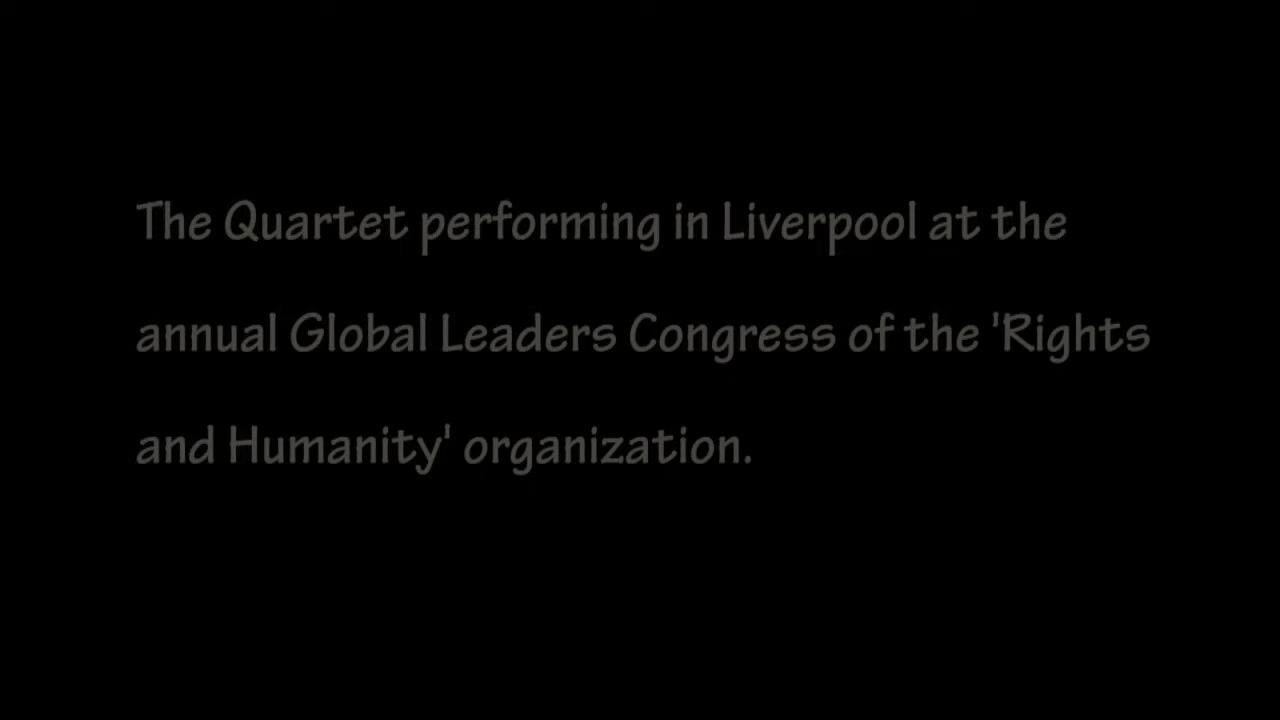 The Quartet performing in Liverpool at the
annual Global Leaders Congress of the 'Rights
and Humanity' organization.